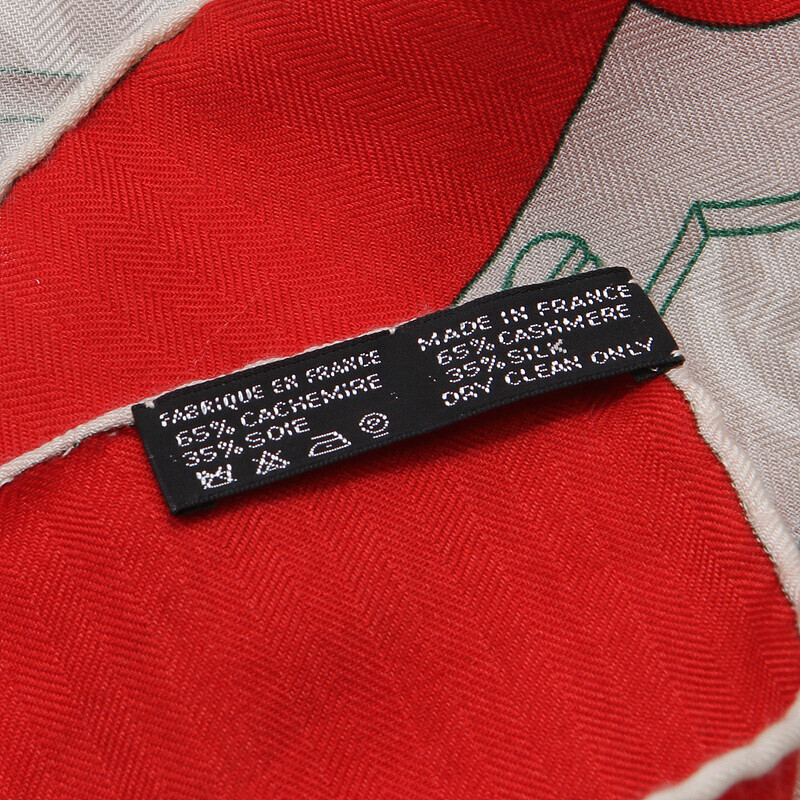 FABRIQUE EN FRANCE
65% CACHEMIRE
35% SOIE
MADE IN FRANCE
65% CASHMERE
35% SILK
DRY CLEAN ONLY